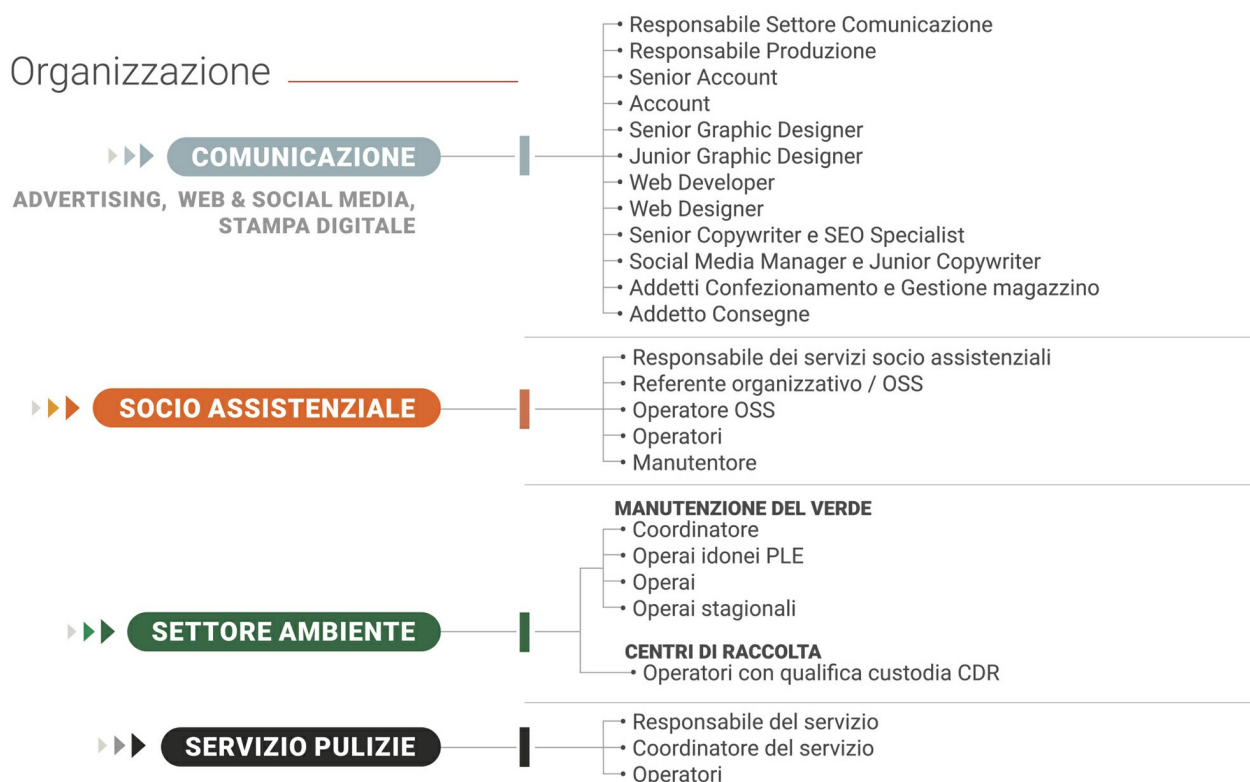 Organizzazione
COMUNICAZIONE
ADVERTISING, WEB & SOCIAL MEDIA,
STAMPA DIGITALE
Responsabile Settore Comunicazione
Responsabile Produzione
Senior Account
Account
Senior Graphic Designer
Junior Graphic Designer
Web Developer
Web Designer
Senior Copywriter e SEO Specialist
Social Media Manager e Junior Copywriter
Addetti Confezionamento e Gestione magazzino
Addetto Consegne
SOCIO ASSISTENZIALE
Responsabile dei servizi socio assistenziali
Referente organizzativo / OSS
Operatore OSS
Operatori
Manutentore
SETTORE AMBIENTE
MANUTENZIONE DEL VERDE
Coordinatore
Operai idonei PLE
Operai
Operai stagionali
CENTRI DI RACCOLTA
Operatori con qualifica custodia CDR
SERVIZIO PULIZIE
Responsabile del servizio
Coordinatore del servizio
Operatori